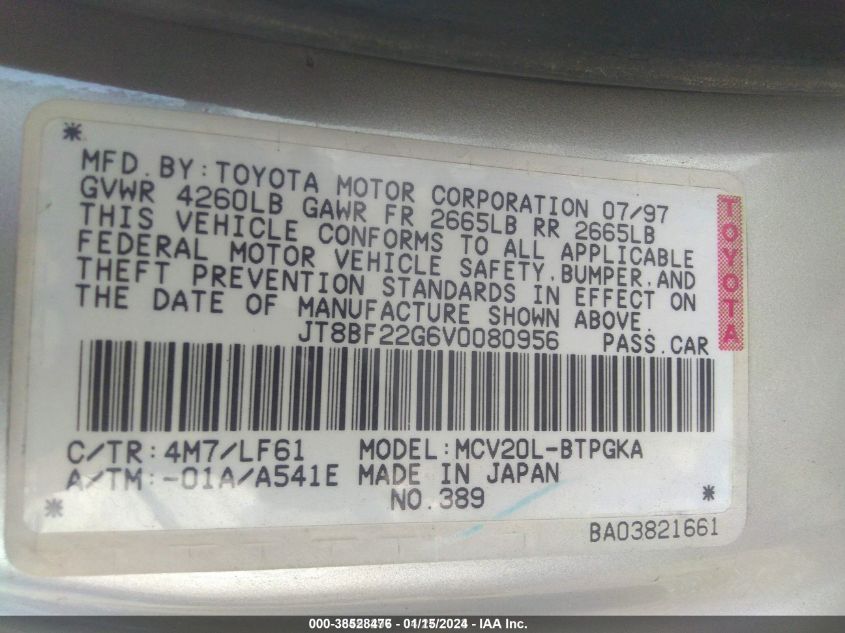 MFD.BY:TOYOTA MOTOR CORPORATION 07/97
GVWR 4260LB GAWR FR 2665LB RR 2665LB
THIS VEHICLE CONFORMS TO ALL APPLICABLE
FEDERAL MOTOR VEHICLE SAFETY,BUMPER,AND
THEFT PREVENTION STANDARDS IN EFFECT ON
THE DATE OF MANUFACTURE SHOWN ABOVE.
JT8BF22G6V0080956 PASS.CAR
TOYOTA
C/TR:4M7/LF61 MODEL:MCV20L-BTPGKA
A/TM:-01A/A541E MADE IN JAPAN
NO.389
BA03821661
000-38528476 - 01/15/2024 - IAA Inc.